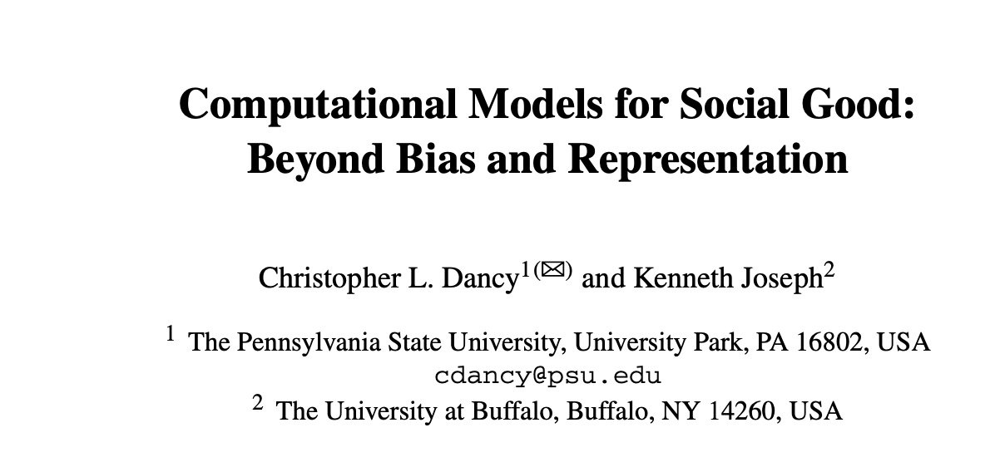 Computational Models for Social Good:
Beyond Bias and Representation
Christopher L. Dancy1(✉) and Kenneth Joseph2
1 The Pennsylvania State University, University Park, PA 16802, USA
cdancy@psu.edu
2 The University at Buffalo, Buffalo, NY 14260, USA